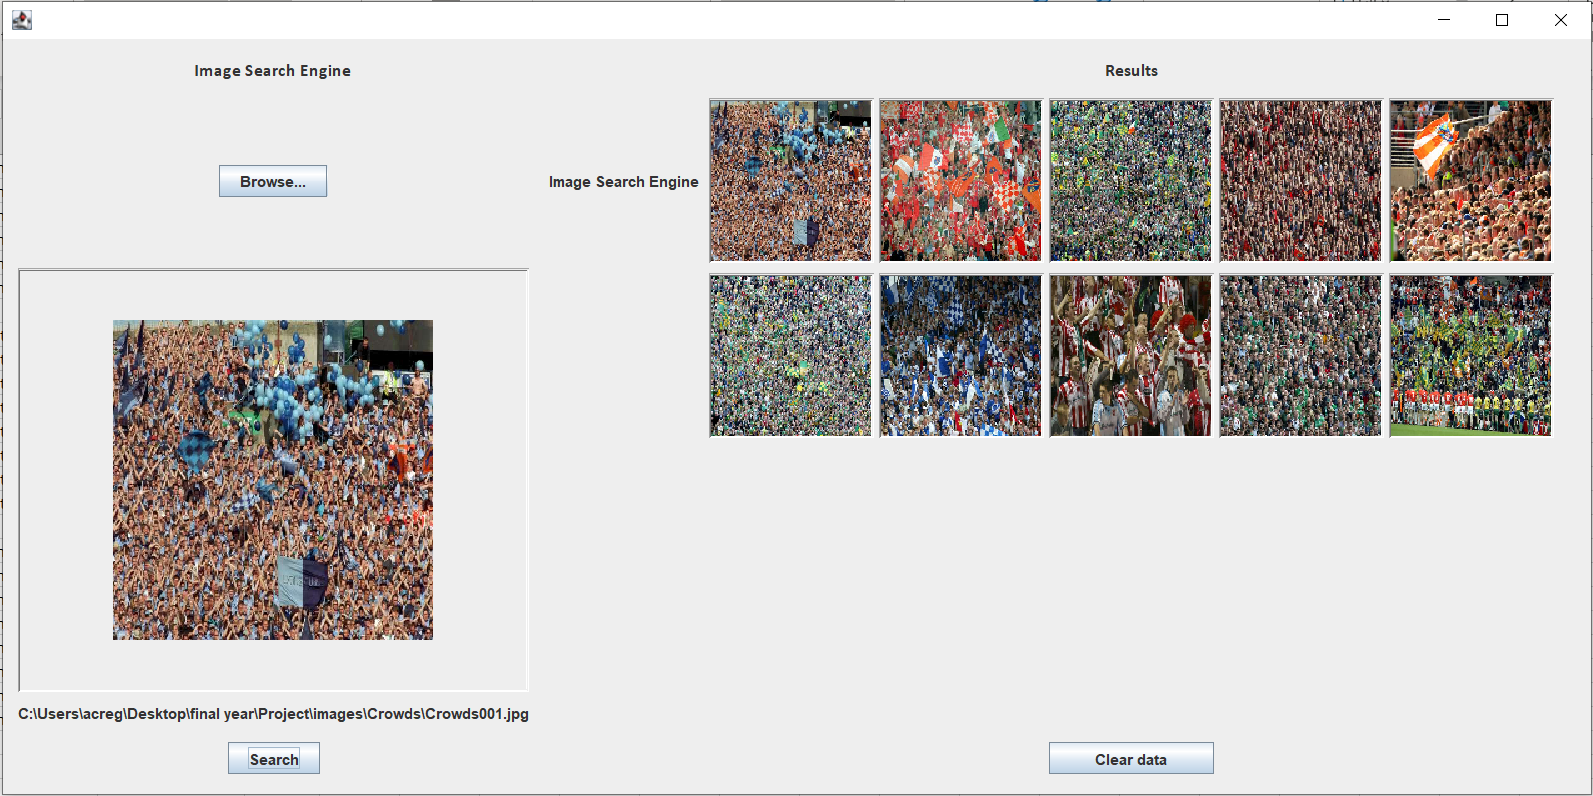 Image Search Engine
Results
Browse...
Image Search Engine
C:\Users\acreg\Desktop\final year\Project\images\Crowds\Crowds001.jpg
Search
Clear data